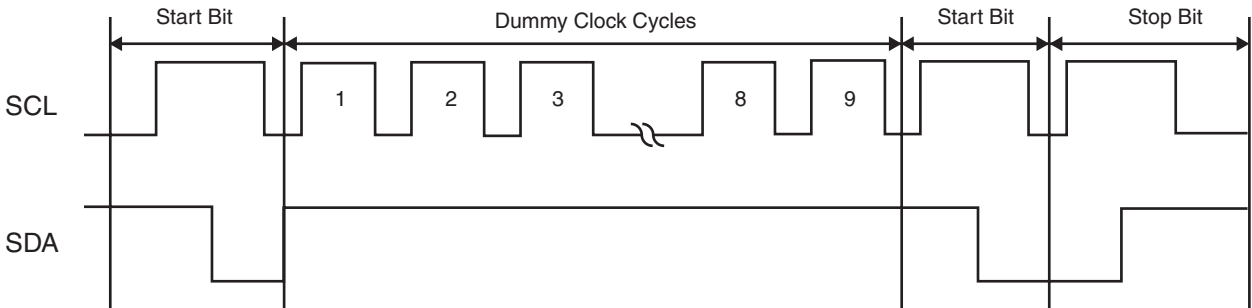 Start Bit
Dummy Clock Cycles
Start Bit
Stop Bit
SCL
1
2
3
8
9
SDA